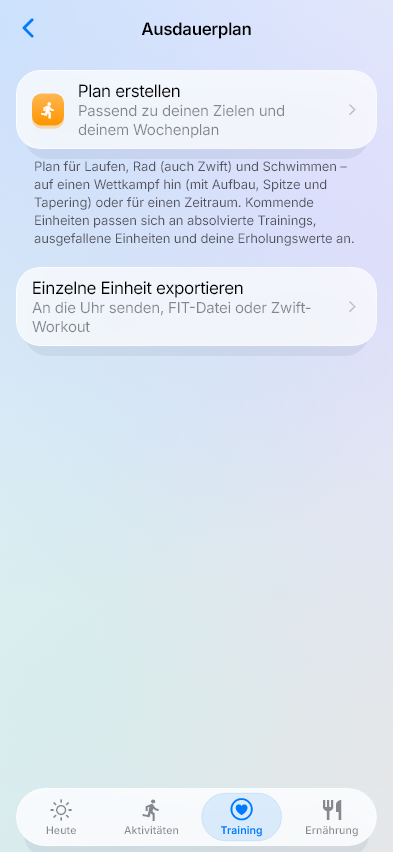 Ausdauerplan
Plan erstellen
Passend zu deinen Zielen und
deinem Wochenplan
Plan für Laufen, Rad (auch Zwift) und Schwimmen –
auf einen Wettkampf hin (mit Aufbau, Spitze und
Tapering) oder für einen Zeitraum. Kommende
Einheiten passen sich an absolvierte Trainings,
ausgefallene Einheiten und deine Erholungswerte an.
Einzelne Einheit exportieren
An die Uhr senden, FIT-Datei oder Zwift-
Workout
Heute
Aktivitäten
Training
Ernährung